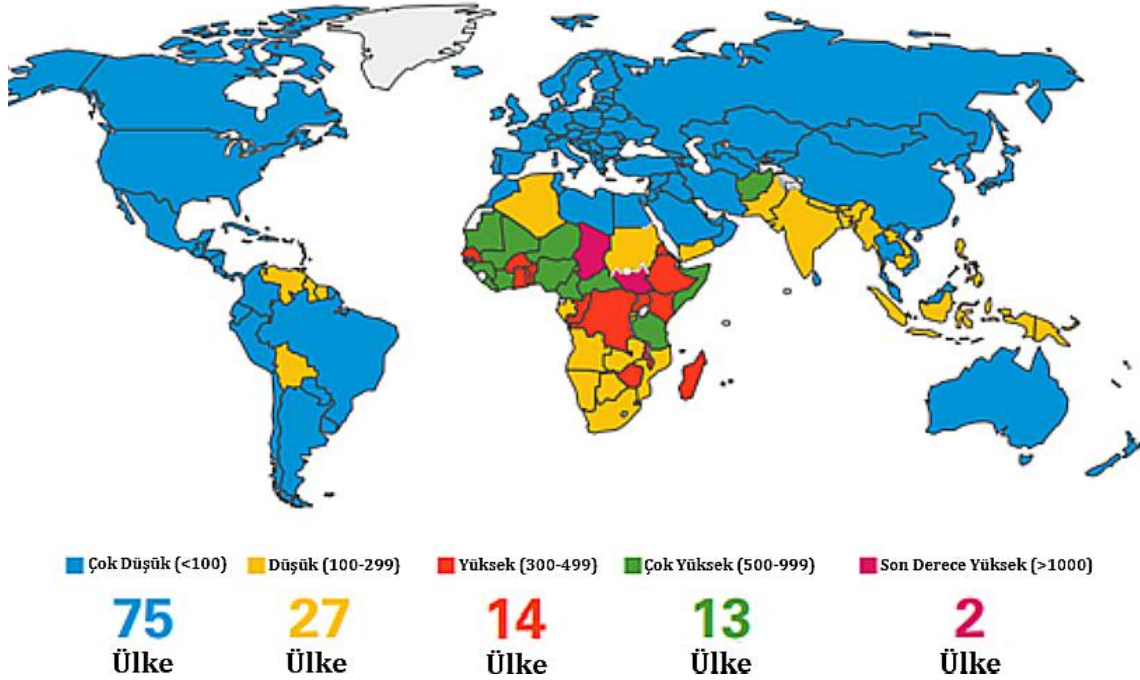 Çok Düşük (<100) Düşük (100-299) Yüksek (300-499) Çok Yüksek (500-999) Son Derece Yüksek (>1000)
75 27 14 13 2
Ülke Ülke Ülke Ülke Ülke